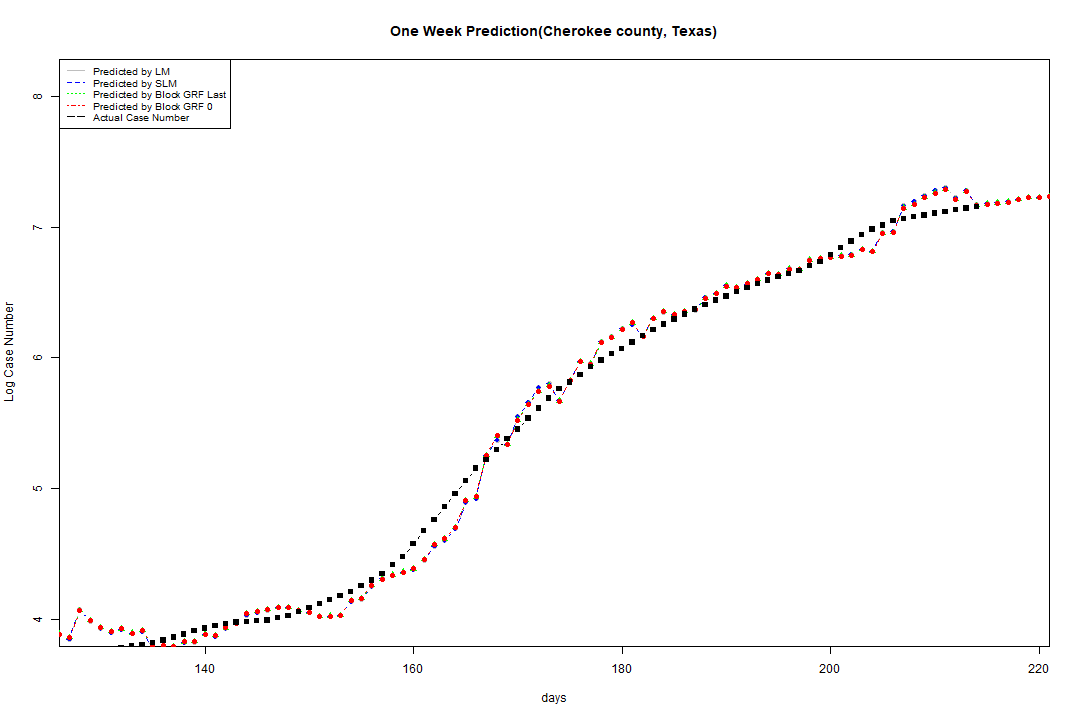 One Week Prediction(Cherokee county, Texas)
Predicted by LM
Predicted by SLM
Predicted by Block GRF Last
Predicted by Block GRF 0
Actual Case Number
8
7
6
5
4
Log Case Number
140 160 180 200 220
days